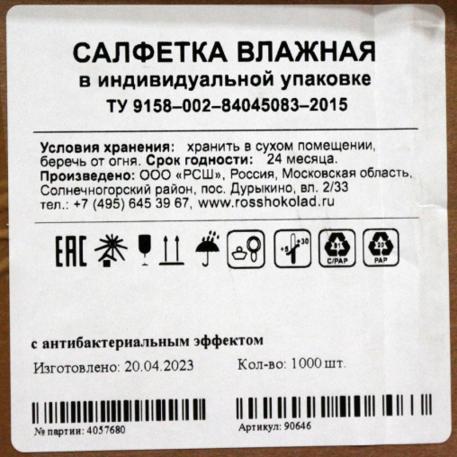 САЛФЕТКА ВЛАЖНАЯ
в индивидуальной упаковке
ТУ 9158–002–84045083–2015
Условия хранения: хранить в сухом помещении,
беречь от огня. Срок годности: 24 месяца.
Произведено: ООО «РСШ», Россия, Московская область,
Солнечногорский район, пос. Дурыкино, вл. 2/33
тел.: +7 (495) 645 39 67, www.rosshokolad.ru
EAC
+5 +30
C/PAP
PAP
с антибактериальным эффектом
Изготовлено: 20.04.2023
Кол-во: 1000 шт.
№ партии: 4057680
Артикул: 90646